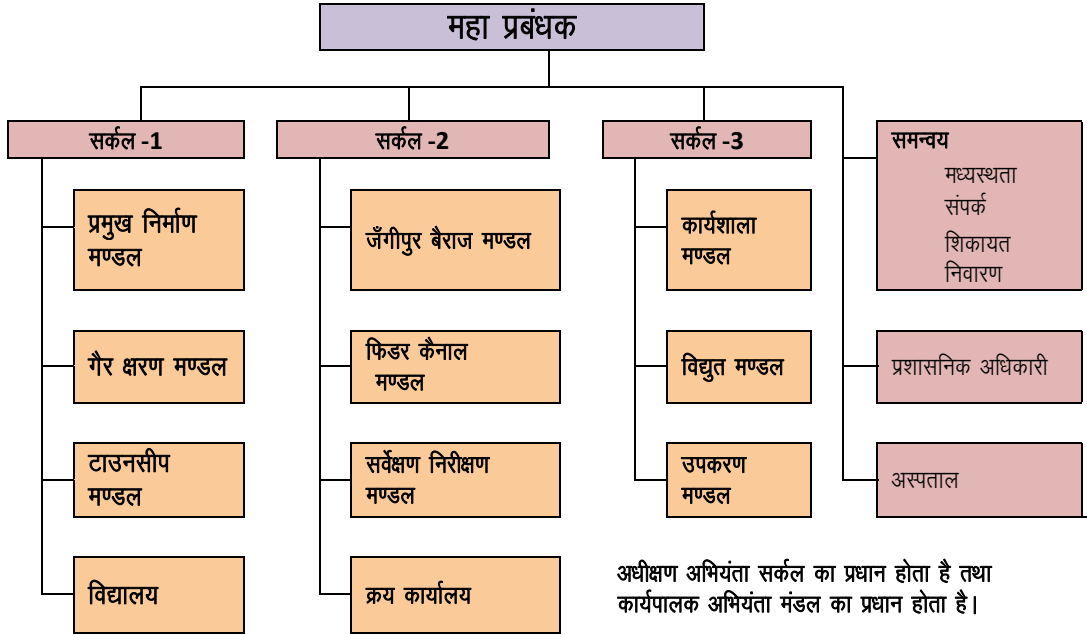 महा प्रबंधक
सर्कल -1
प्रमुख निर्माण
मण्डल
गैर क्षरण मण्डल
टाउनसीप
मण्डल
विद्यालय
सर्कल -2
जँगीपुर बैराज मण्डल
फिडर कैनाल
मण्डल
सर्वेक्षण निरीक्षण
मण्डल
क्रय कार्यालय
सर्कल -3
कार्यशाला
मण्डल
विद्युत मण्डल
उपकरण
मण्डल
समन्वय
मध्यस्थता
संपर्क
शिकायत
निवारण
प्रशासनिक अधिकारी
अस्पताल
अधीक्षण अभियंता सर्कल का प्रधान होता है तथा
कार्यपालक अभियंता मंडल का प्रधान होता है।